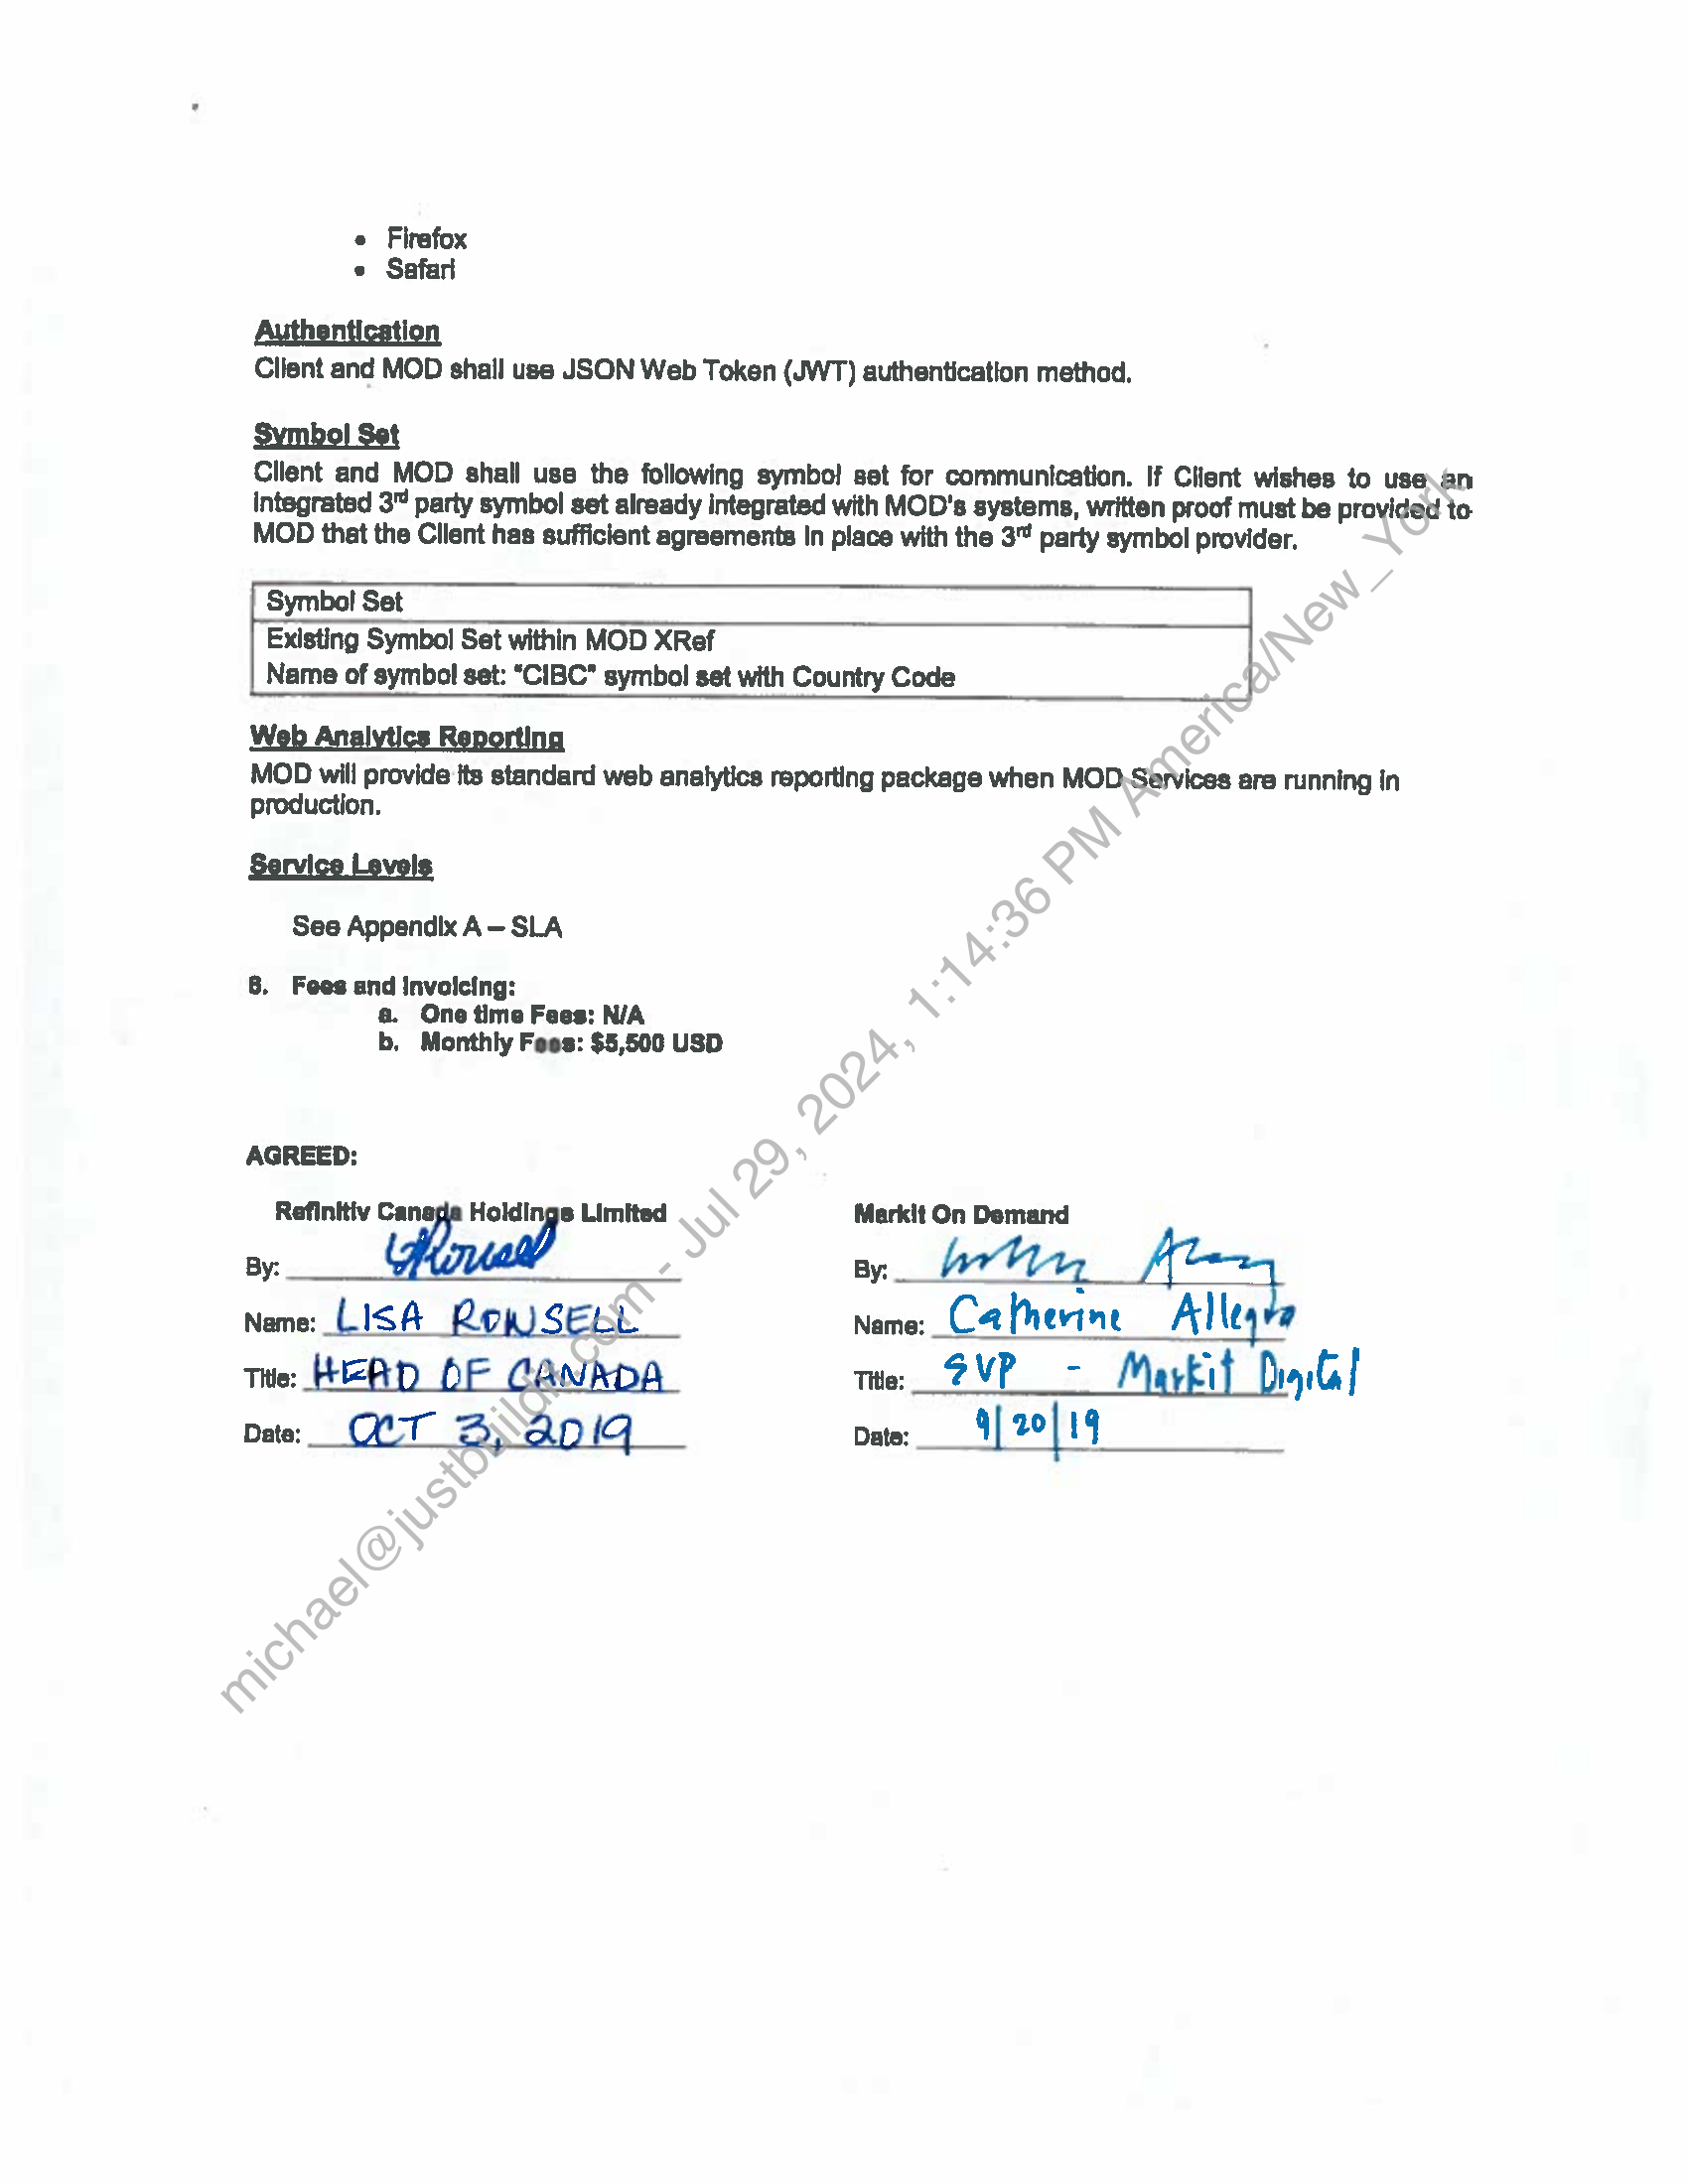 • Firefox
• Safari
Authentication
Client and MOD shall use JSON Web Token (JWT) authentication method.
Symbol Set
Client and MOD shall use the following symbol set for communication. If Client wishes to use an
integrated 3rd party symbol set already integrated with MOD's systems, written proof must be provided to
MOD that the Client has sufficient agreements in place with the 3rd party symbol provider.
Symbol Set
Existing Symbol Set within MOD XRef
Name of symbol set: "CIBC" symbol set with Country Code
Web Analytics Reporting
MOD will provide its standard web analytics reporting package when MOD Services are running in
production.
Service Levels
See Appendix A – SLA
6. Fees and Invoicing:
a. One time Fees: N/A
b. Monthly Fees: $5,500 USD
AGREED:
Refinitiv Canada Holdings Limited
By:
Name: LISA ROWSELL
Title: HEAD OF CANADA
Date: OCT 3, 2019
Markit On Demand
By:
Name: Catherine Allegra
Title: SVP - Markit Digital
Date: 9/20/19
michael@justbuildit.com - Jul 29, 2024, 1:14:36 PM America/New_York